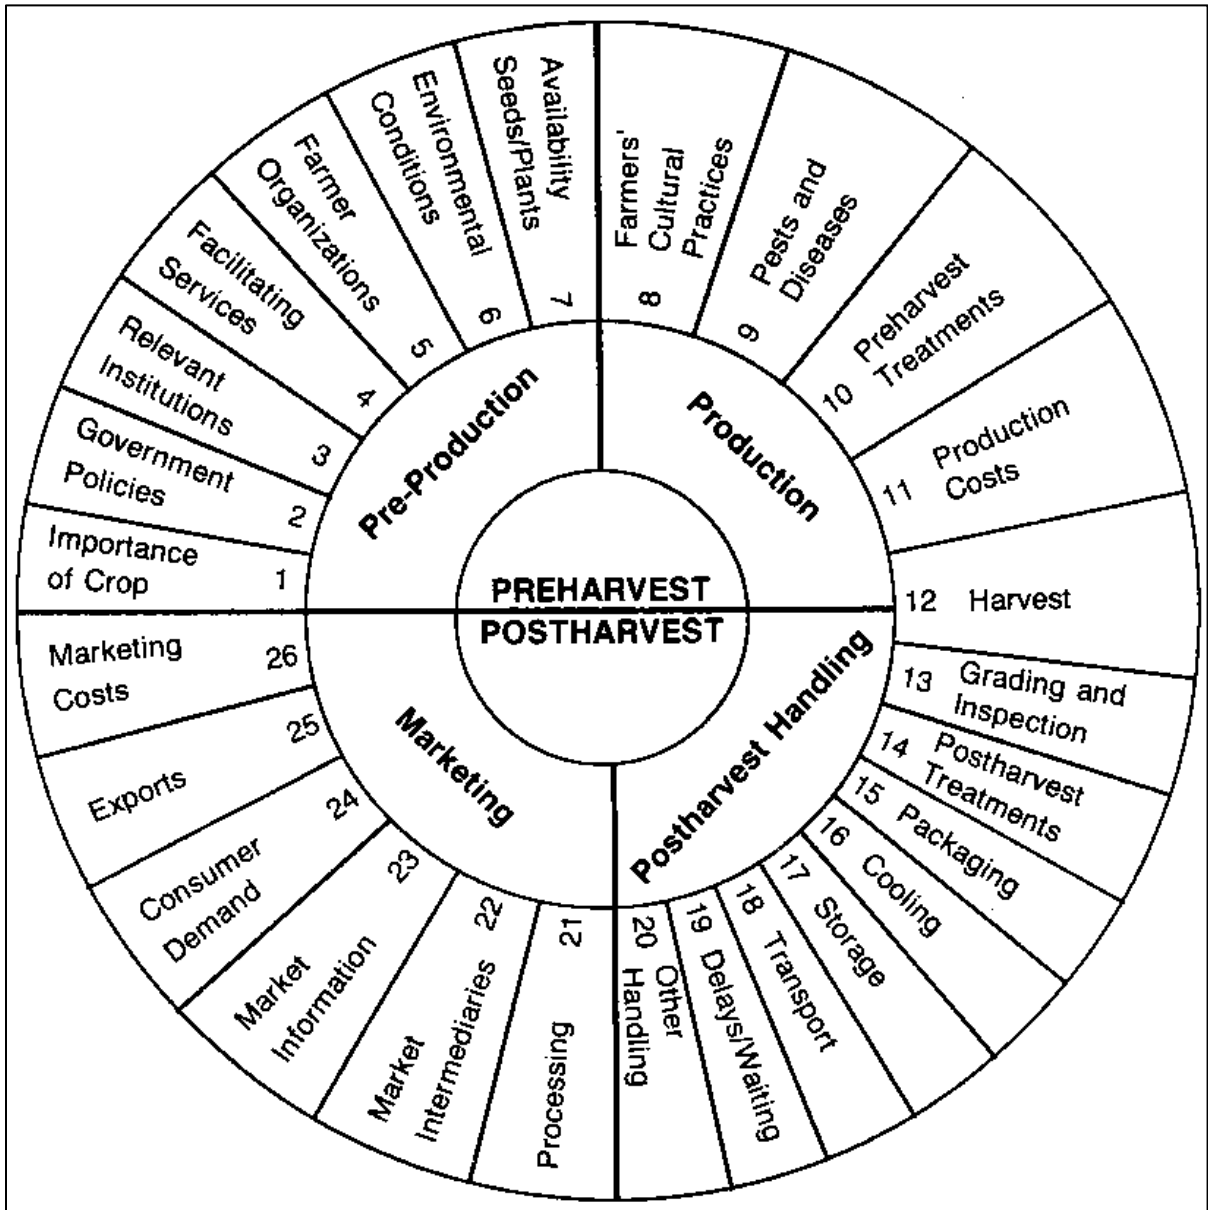 PREHARVEST
POSTHARVEST
Pre-Production
Production
Postharvest Handling
Marketing
1
Importance
of Crop
2
Government
Policies
3
Relevant
Institutions
4
Facilitating
Services
5
Farmer
Organizations
6
Environmental
Conditions
7
Availability
Seeds/Plants
8
Farmers'
Cultural
Practices
9
Pests and
Diseases
10
Preharvest
Treatments
11
Production
Costs
12 Harvest
13 Grading and
Inspection
14 Postharvest
Treatments
15 Packaging
16 Cooling
17 Storage
18 Transport
19 Delays/Waiting
20 Other
Handling
21
Processing
22
Market
Intermediaries
23
Market
Information
24
Consumer
Demand
25
Exports
26
Marketing
Costs